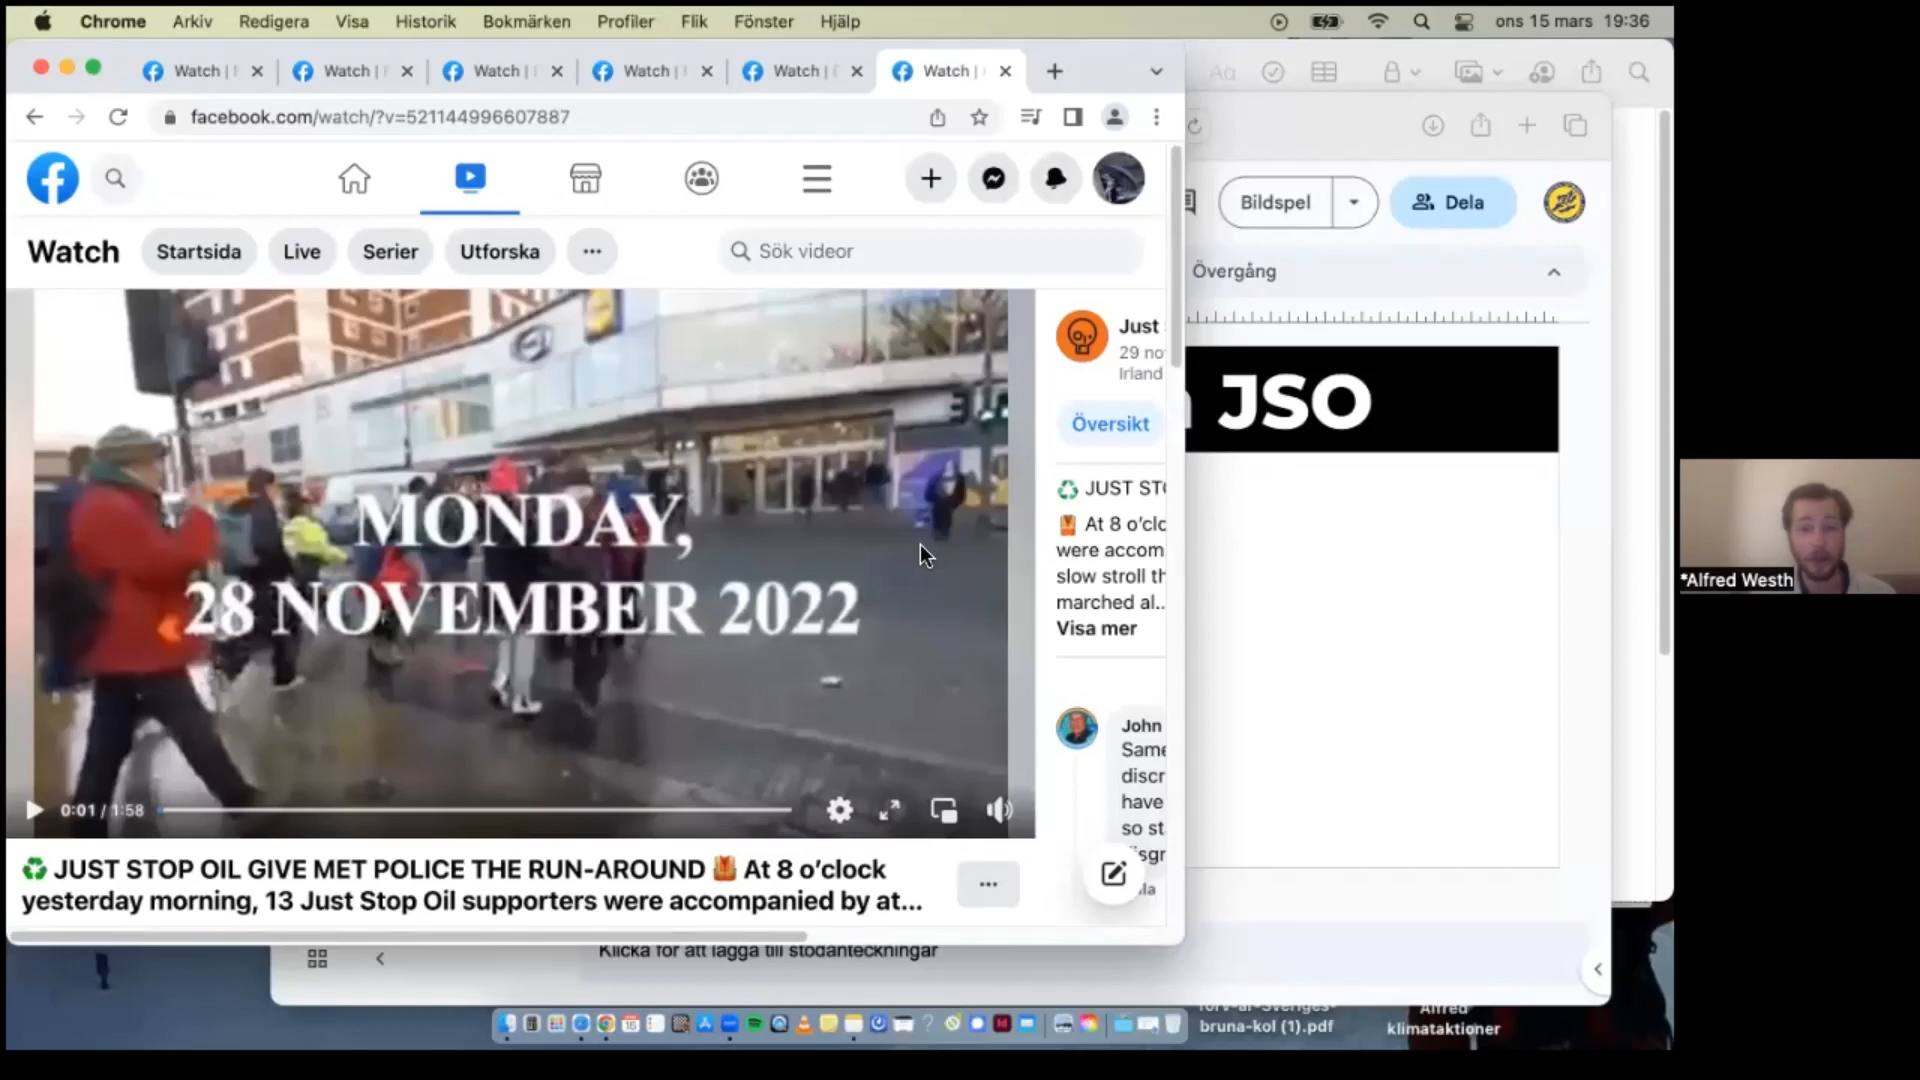 Chrome Arkiv Redigera Visa Historik Bokmärken Profiler Flik Fönster Hjälp ons 15 mars 19:36
Watch | Watch | Watch | Watch | Watch | Watch |
facebook.com/watch/?v=521144996607887
Watch Startsida Live Serier Utforska Sök videor
Bildspel Dela
Övergång
JSO
MONDAY,
28 NOVEMBER 2022
0:01 / 1:58
Just
29 no
Irland
Översikt
JUST STO
At 8 o'clo
were accom
slow stroll th
marched al...
Visa mer
John
Same
discr
have
so st
JUST STOP OIL GIVE MET POLICE THE RUN-AROUND At 8 o'clock
yesterday morning, 13 Just Stop Oil supporters were accompanied by at...
Klicka för att lägga till stödanteckningar
bruna-kol (1).pdf
Alfred
klimataktioner
*Alfred Westh